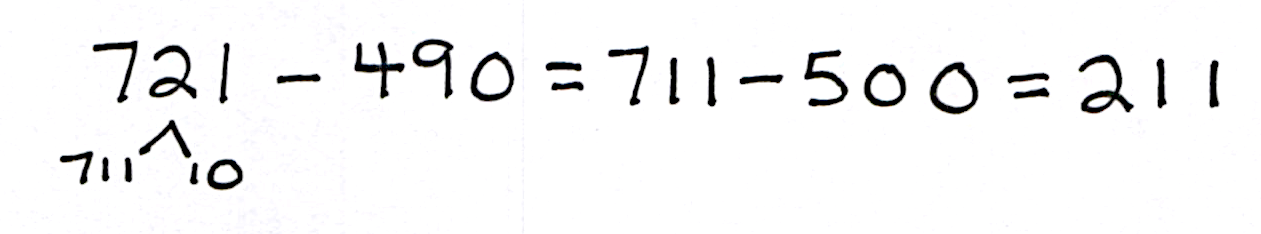 721 - 490 = 711 - 500 = 211
711 10